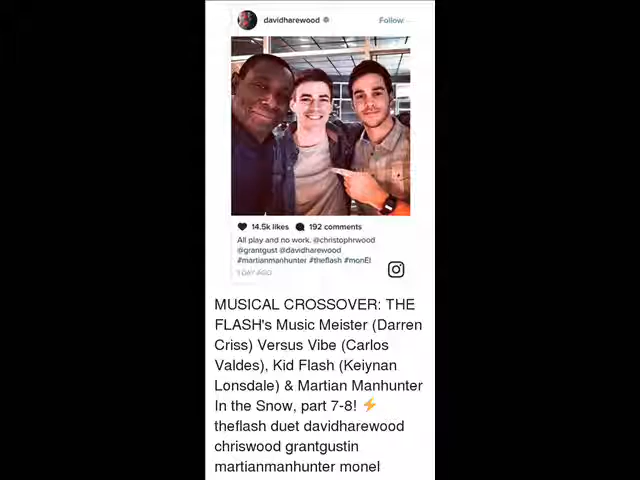 davidharewood
Follow
14.5k likes 192 comments
All play and no work. @christophrwood
@grantgust @davidharewood
#martianmanhunter #theflash #monEl
1 DAY AGO
MUSICAL CROSSOVER: THE
FLASH's Music Meister (Darren
Criss) Versus Vibe (Carlos
Valdes), Kid Flash (Keiynan
Lonsdale) & Martian Manhunter
In the Snow, part 7-8! ⚡
theflash duet davidharewood
chriswood grantgustin
martianmanhunter monel